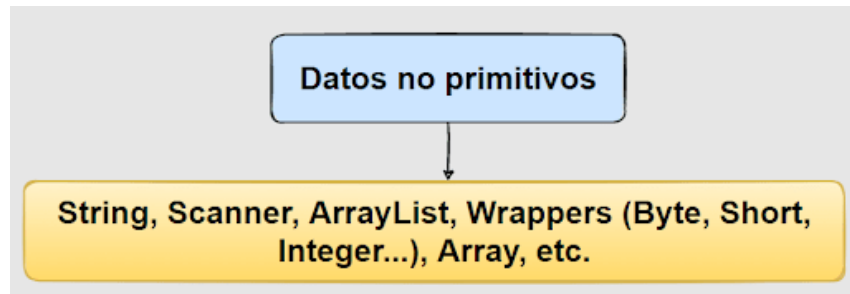 Datos no primitivos
String, Scanner, ArrayList, Wrappers (Byte, Short,
Integer...), Array, etc.